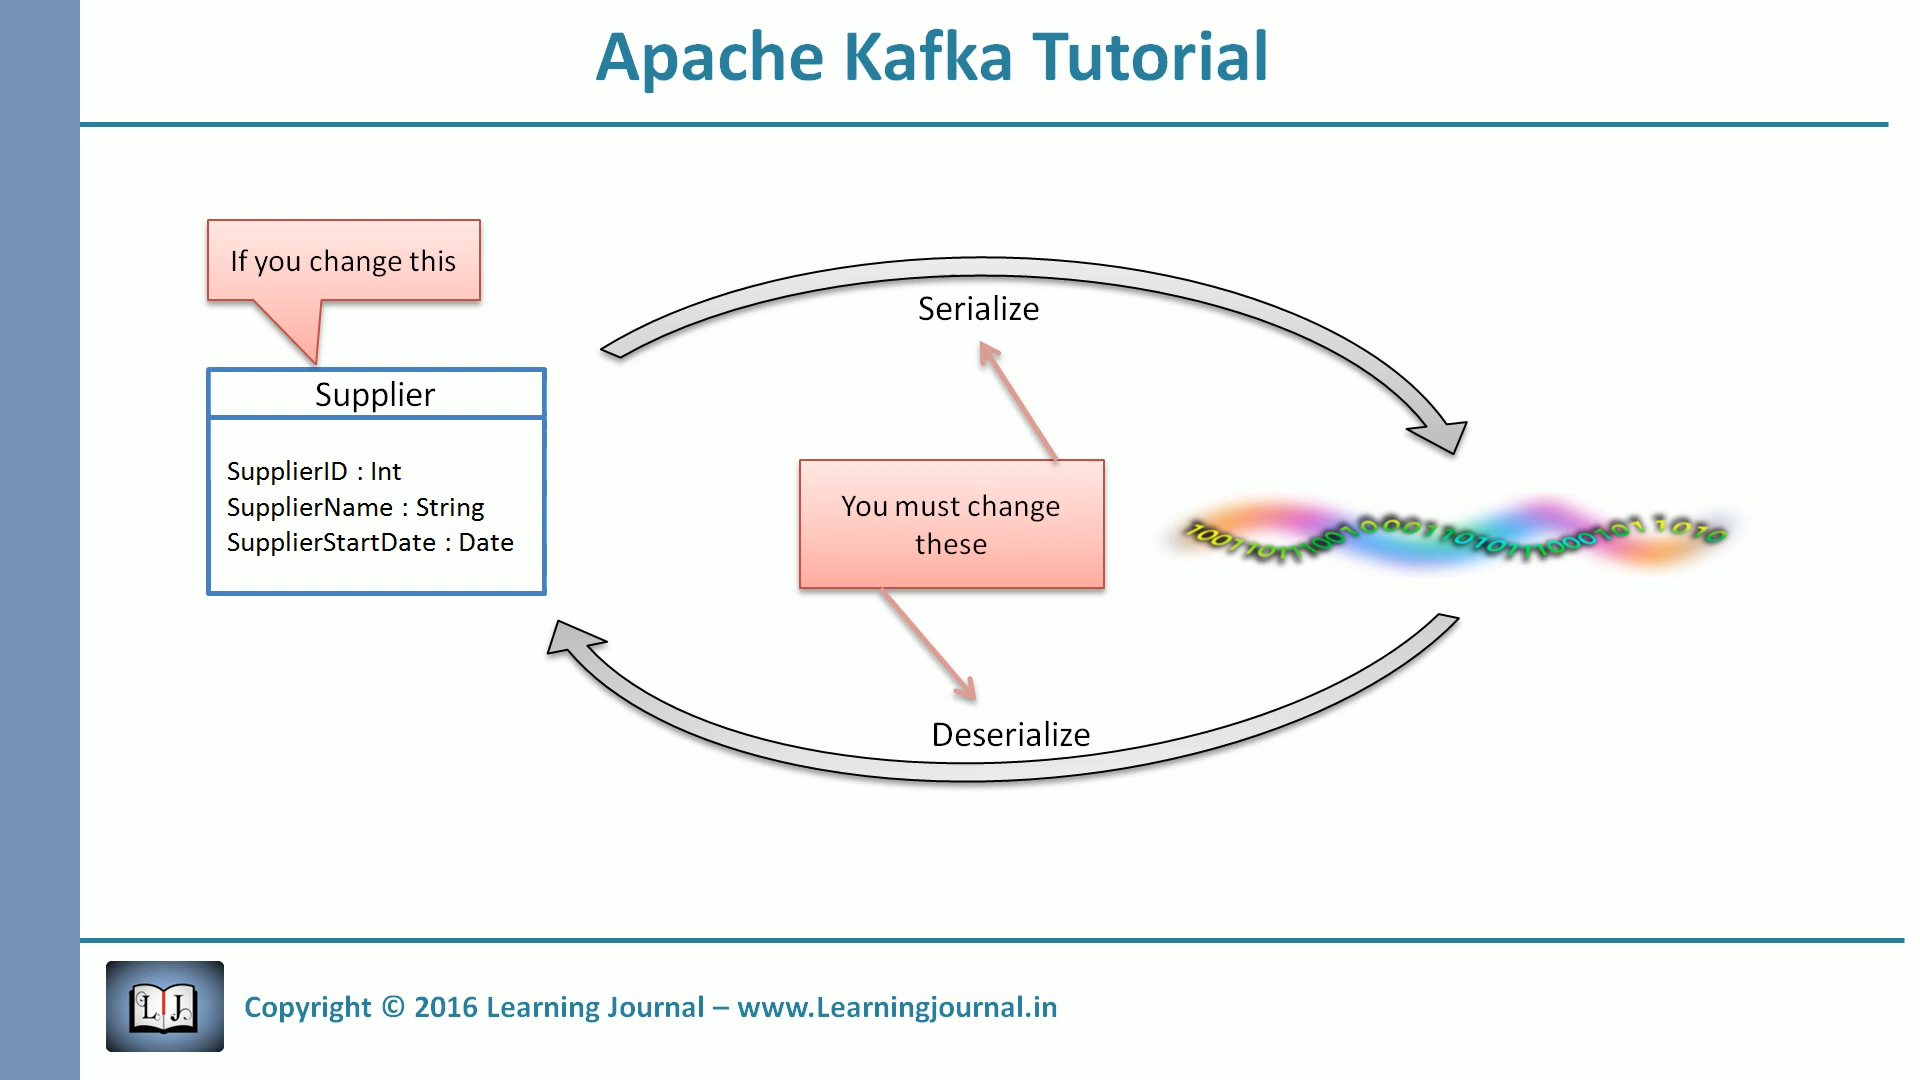 Apache Kafka Tutorial
If you change this
Serialize
Supplier
SupplierID : Int
SupplierName : String
SupplierStartDate : Date
You must change
these
Deserialize
LJ
Copyright © 2016 Learning Journal – www.Learningjournal.in